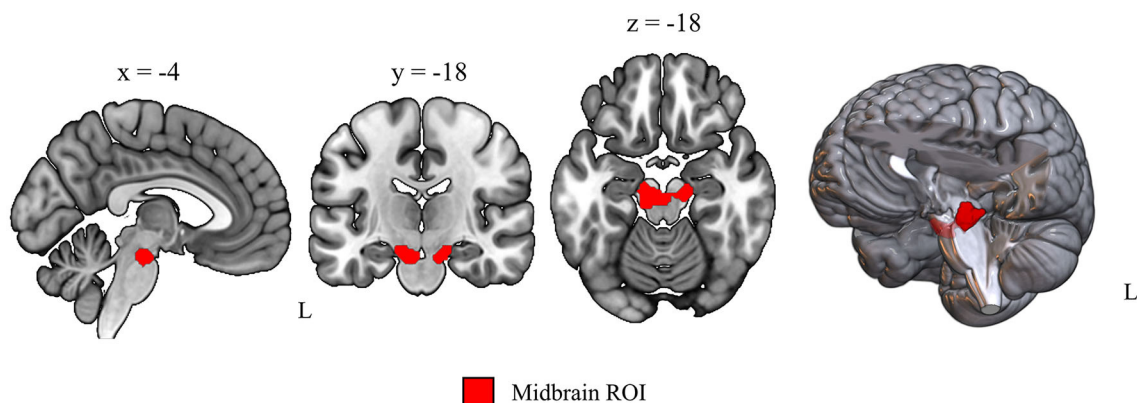 z = -18
x = -4
y = -18
L
L
Midbrain ROI